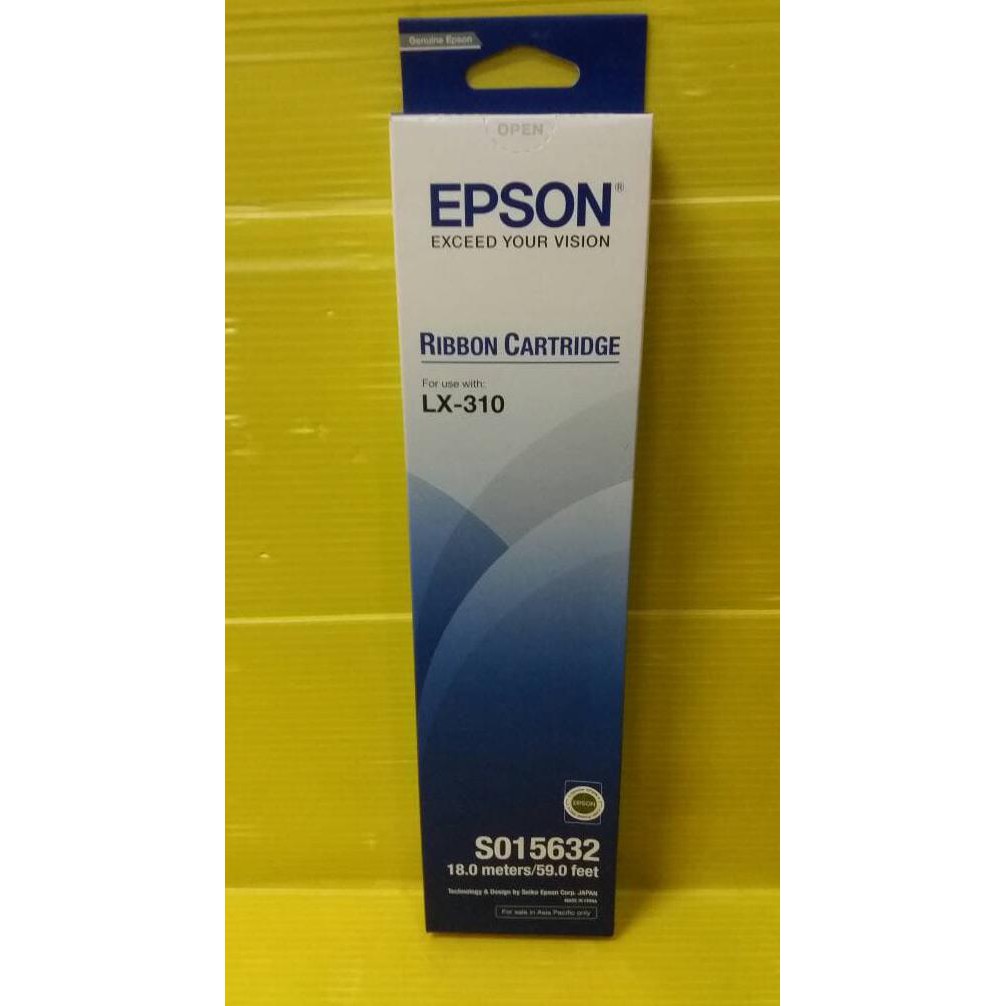 Genuine Epson
OPEN
EPSON®
EXCEED YOUR VISION
RIBBON CARTRIDGE
For use with:
LX-310
EPSON
S015632
18.0 meters/59.0 feet
Technology & Design by Seiko Epson Corp. JAPAN
For sale in Asia Pacific only